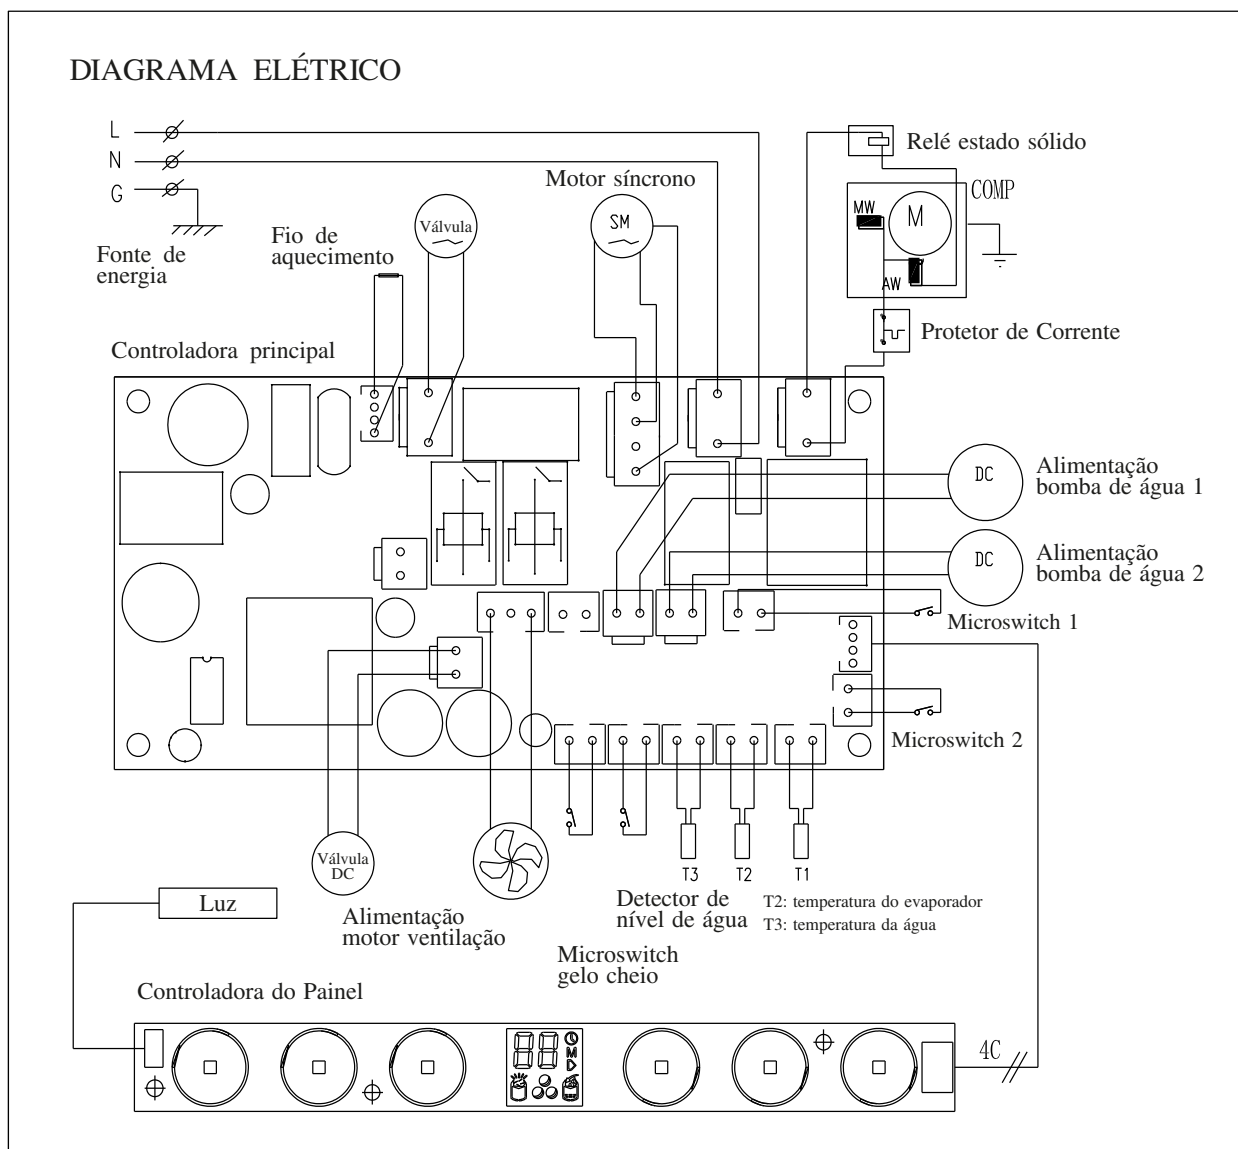 DIAGRAMA ELÉTRICO
L
N
G
Fonte de
energia
Fio de
aquecimento
Válvula
Motor síncrono
SM
Relé estado sólido
COMP
MW
M
AW
Protetor de Corrente
Controladora principal
DC
Alimentação
bomba de água 1
DC
Alimentação
bomba de água 2
Microswitch 1
Microswitch 2
Válvula
DC
T3
T2
T1
Luz
Alimentação
motor ventilação
Detector de
nível de água
T2: temperatura do evaporador
T3: temperatura da água
Microswitch
gelo cheio
Controladora do Painel
88
M
4C